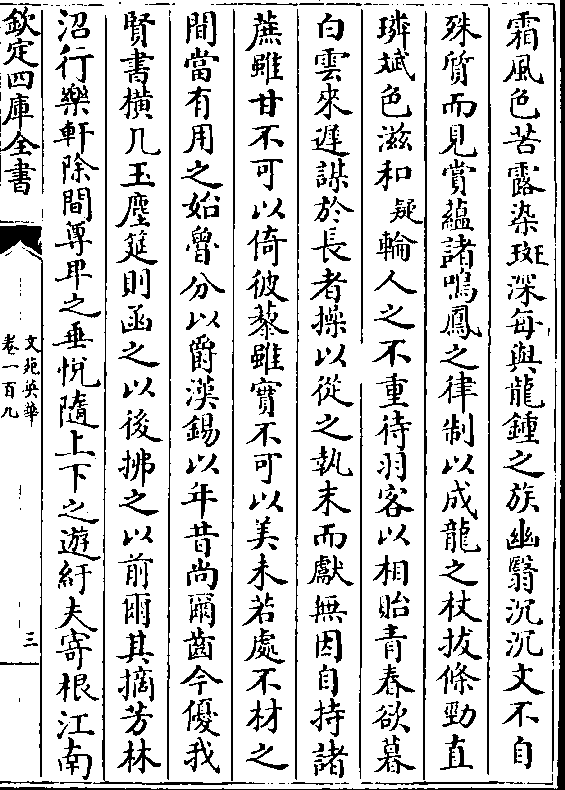 霜風色苦露染斑深每與龍鍾之族幽翳沉沉文不自
殊質而見賞蘊諸鳴鳳之律制以成龍之杖拔條勁直
璘斌色滋和疑輪人之不重待羽客以相貽青春欲暮
白雲來遲謀於長者操以從之執末而獻無因自持諸
蔗雖甘不可以倚彼藜雖實不可以美未若處不材之
間當有用之始魯分以爵漢錫以年昔尚爾齒今優我
賢書橫几玉塵筵則函之以後拂之以前爾其摘芳林
沼行樂軒除間尊卑之垂悅隨上下之遊紆夫寄根江南
欽定四庫全書
文苑英華
卷一百九
三